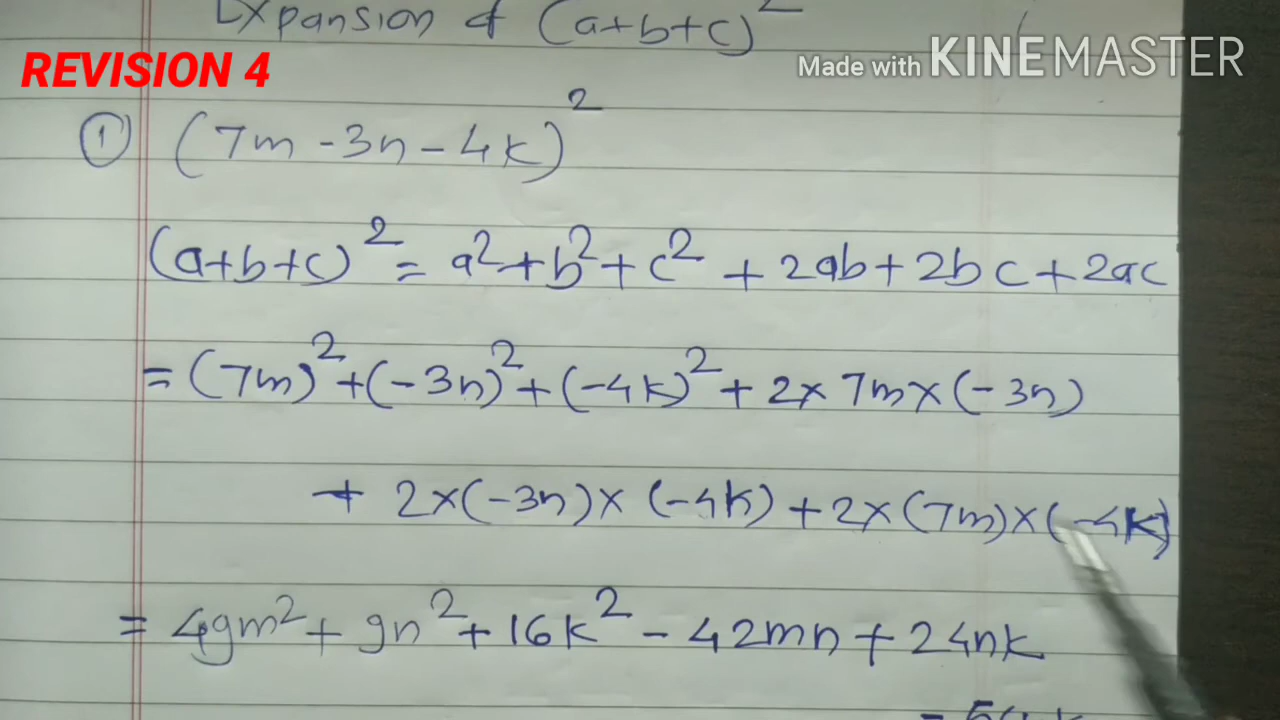 Expansion of (a+b+c)²
REVISION 4
Made with KINEMASTER
① (7m - 3n - 4k)²
(a+b+c)² = a² + b² + c² + 2ab + 2bc + 2ac
= (7m)² + (-3n)² + (-4k)² + 2 × 7m × (-3n)
+ 2 × (-3n) × (-4k) + 2 × (7m) × (-4k)
= 49m² + 9n² + 16k² - 42mn + 24nk